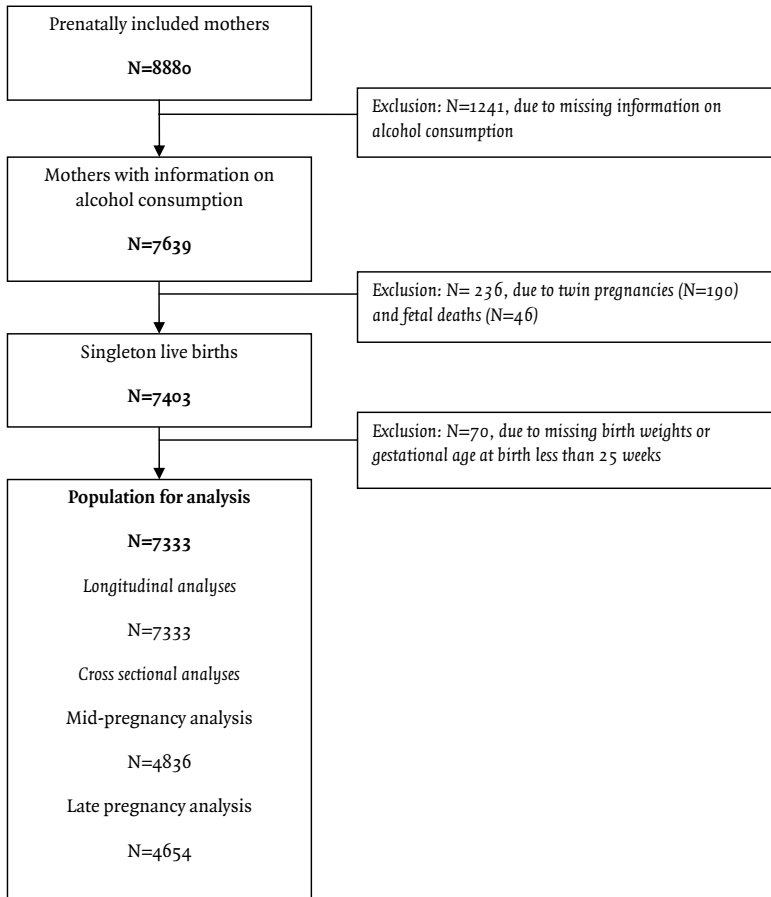 Prenatally included mothers
N=8880
Exclusion: N=1241, due to missing information on
alcohol consumption
Mothers with information on
alcohol consumption
N=7639
Exclusion: N= 236, due to twin pregnancies (N=190)
and fetal deaths (N=46)
Singleton live births
N=7403
Exclusion: N=70, due to missing birth weights or
gestational age at birth less than 25 weeks
Population for analysis
N=7333
Longitudinal analyses
N=7333
Cross sectional analyses
Mid-pregnancy analysis
N=4836
Late pregnancy analysis
N=4654